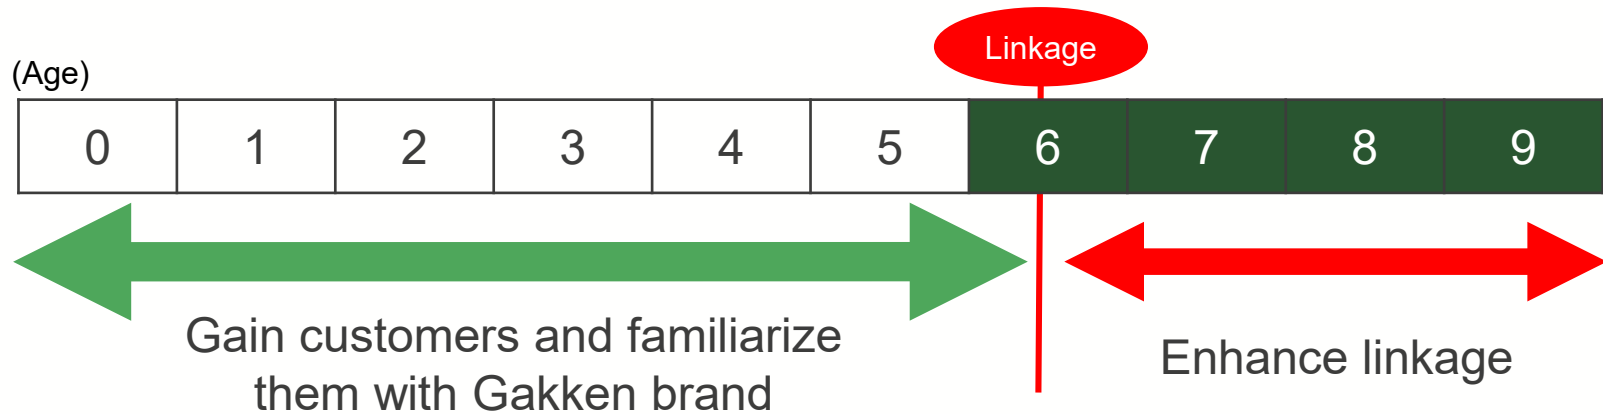 Linkage
(Age)
0 1 2 3 4 5 6 7 8 9
Gain customers and familiarize
them with Gakken brand
Enhance linkage